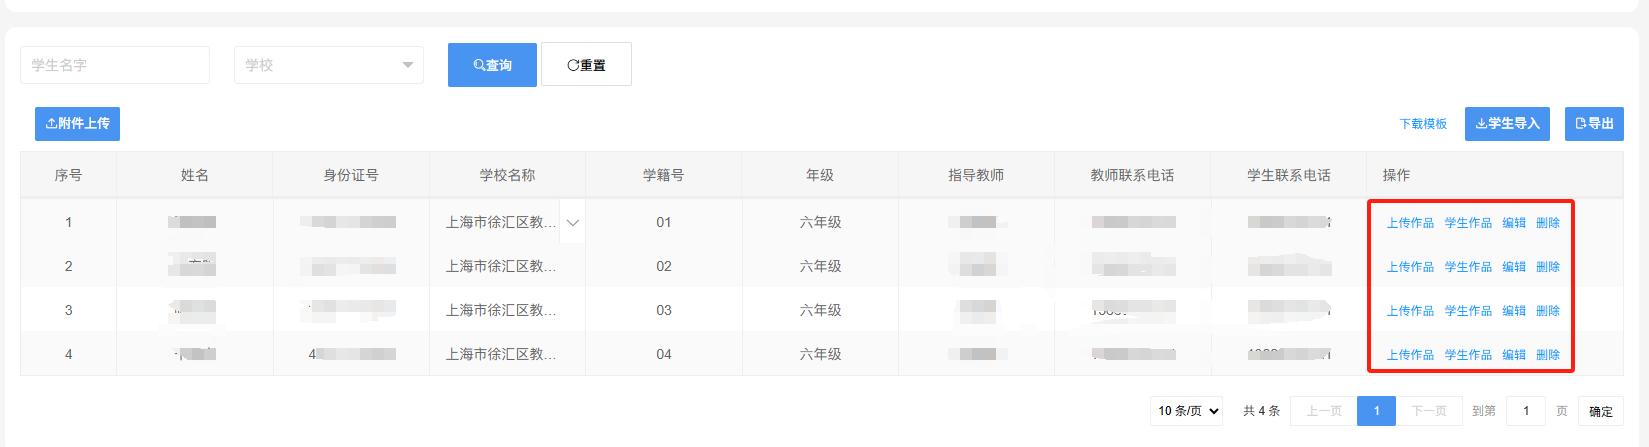 学生名字 学校 查询 重置
附件上传 下载模板 学生导入 导出
序号 姓名 身份证号 学校名称 学籍号 年级 指导教师 教师联系电话 学生联系电话 操作
1 上海市徐汇区教... 01 六年级 上传作品 学生作品 编辑 删除
2 上海市徐汇区教... 02 六年级 上传作品 学生作品 编辑 删除
3 上海市徐汇区教... 03 六年级 上传作品 学生作品 编辑 删除
4 上海市徐汇区教... 04 六年级 上传作品 学生作品 编辑 删除
10 条/页 共 4 条 上一页 1 下一页 到第 1 页 确定